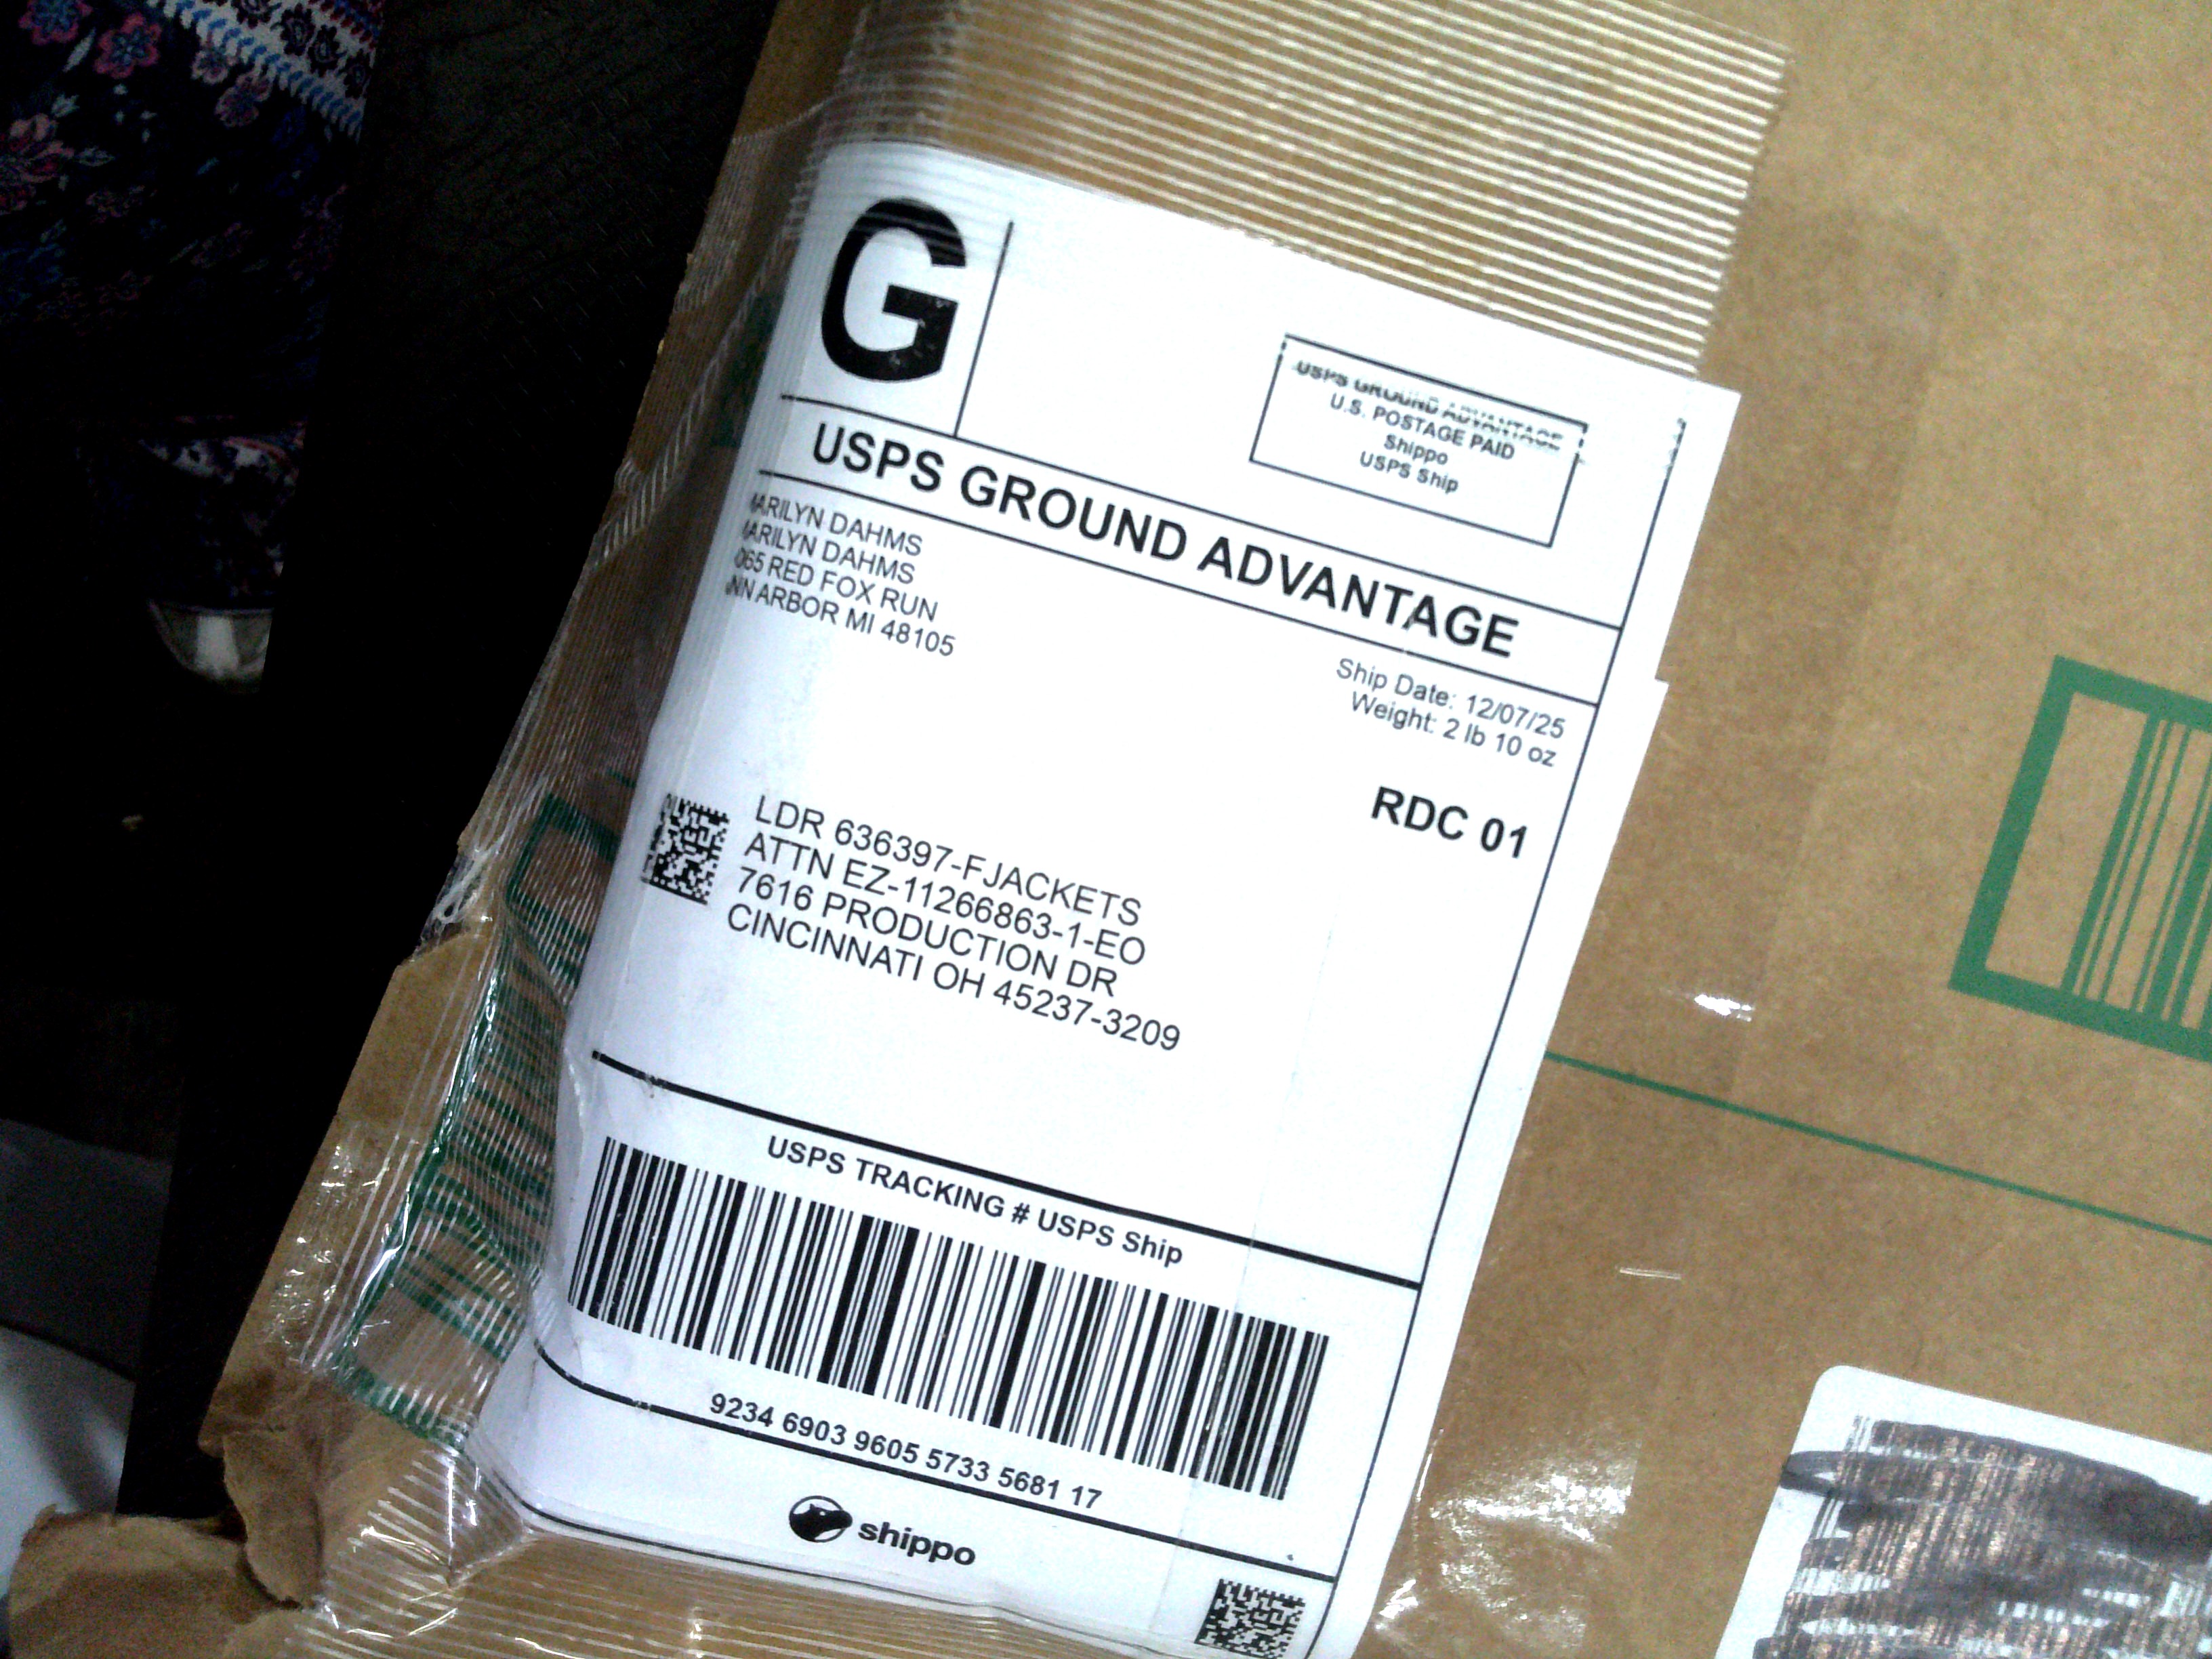 G
USPS GROUND ADVANTAGE
U.S. POSTAGE PAID
Shippo
USPS Ship
USPS GROUND ADVANTAGE
ARILYN DAHMS
ARILYN DAHMS
065 RED FOX RUN
NN ARBOR MI 48105
Ship Date: 12/07/25
Weight: 2 lb 10 oz
RDC 01
LDR 636397-FJACKETS
ATTN EZ-11266863-1-EO
7616 PRODUCTION DR
CINCINNATI OH 45237-3209
USPS TRACKING # USPS Ship
9234 6903 9605 5733 5681 17
shippo